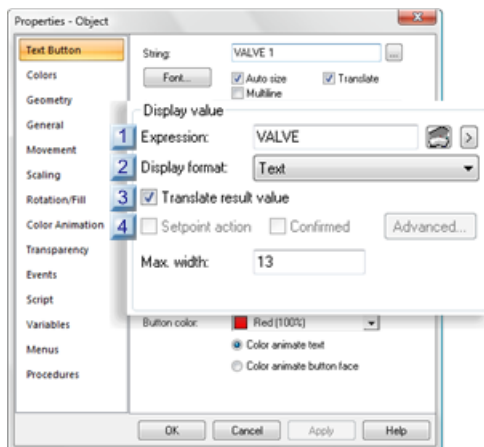 Properties - Object
Text Button
String: VALVE 1 ...
Colors
Font... Auto size Translate
Multiline
Geometry
General
Movement
Scaling
Rotation/Fill
Color Animation
Transparency
Events
Script
Variables
Menus
Procedures
Display value
1 Expression: VALVE >
2 Display format: Text
3 Translate result value
4 Setpoint action Confirmed Advanced...
Max. width: 13
Button color: Red (100%)
Color animate text
Color animate button face
OK Cancel Apply Help